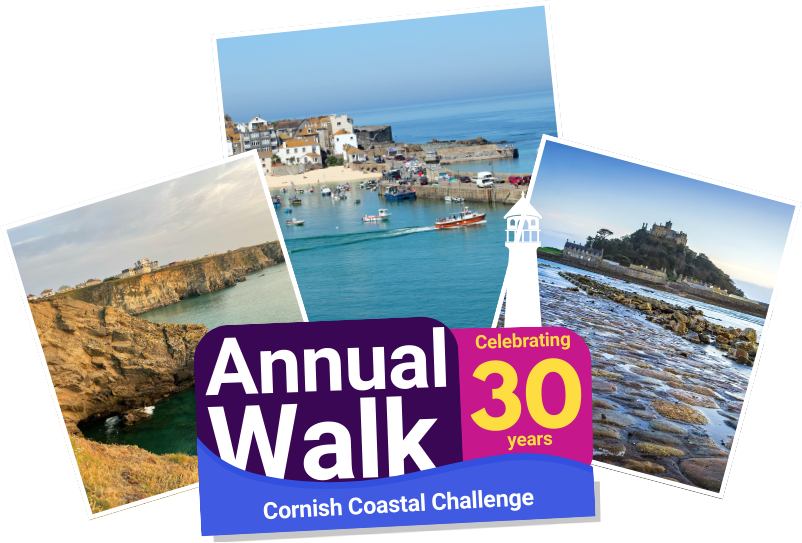 Annual
Walk
Celebrating
30
years
Cornish Coastal Challenge